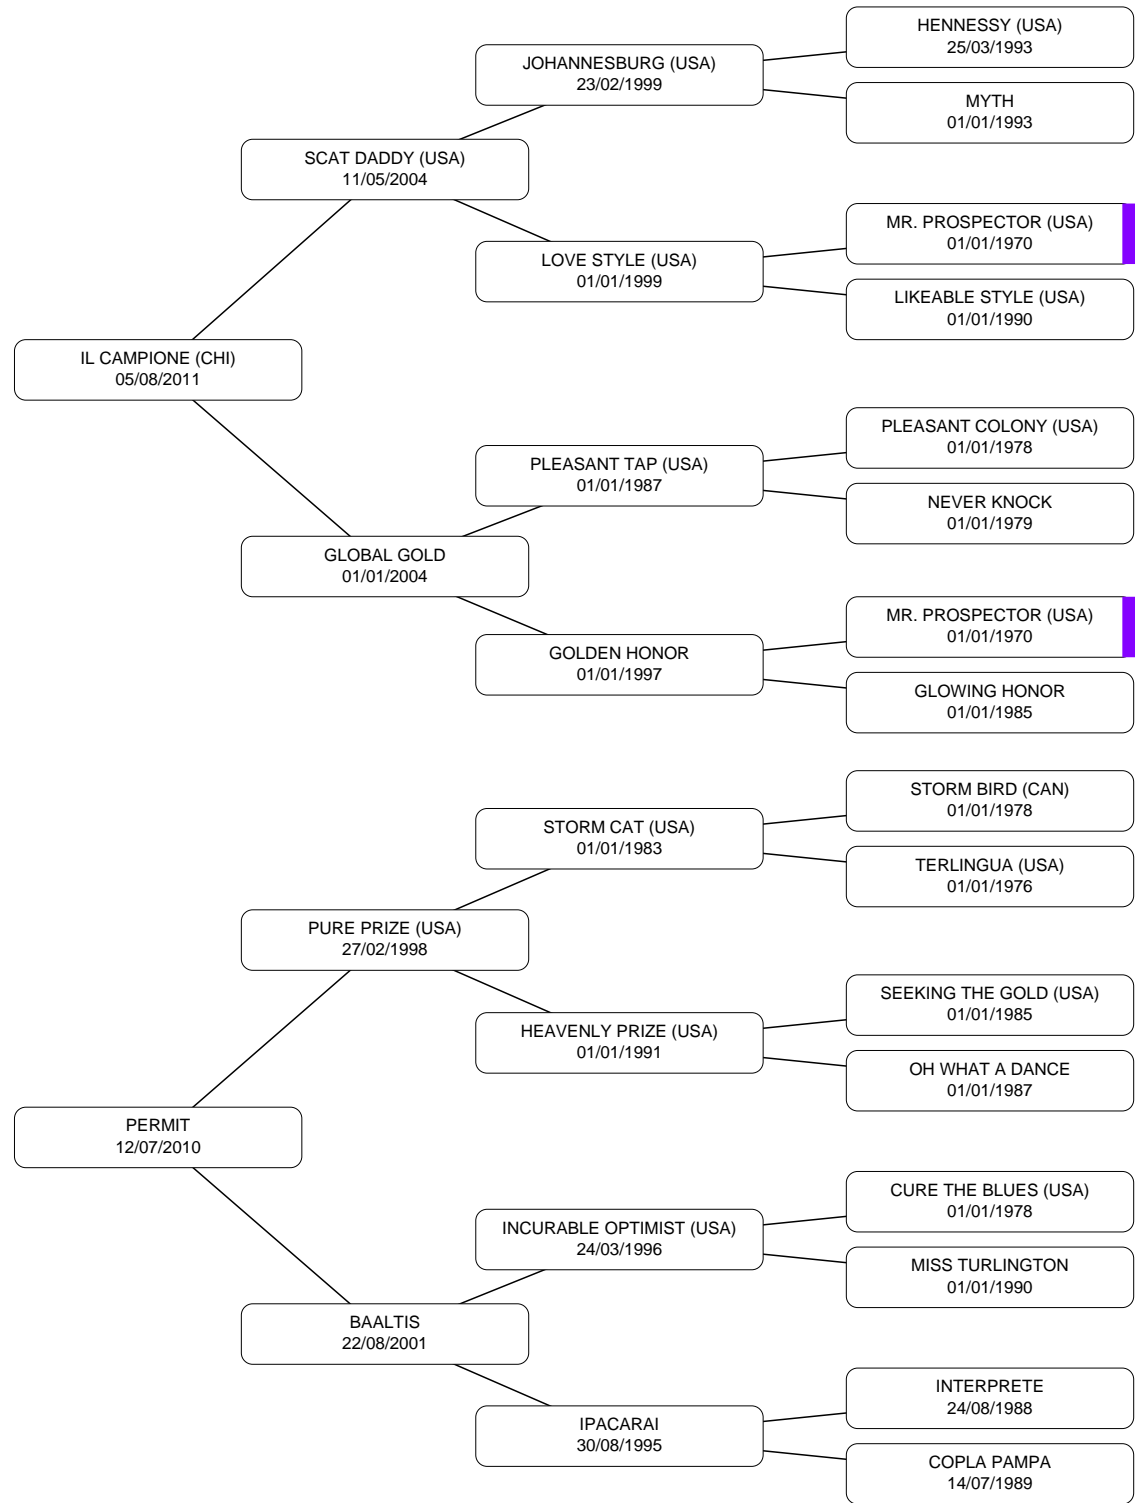 HENNESSY (USA)
25/03/1993
JOHANNESBURG (USA)
23/02/1999
MYTH
01/01/1993
SCAT DADDY (USA)
11/05/2004
MR. PROSPECTOR (USA)
01/01/1970
LOVE STYLE (USA)
01/01/1999
LIKEABLE STYLE (USA)
01/01/1990
IL CAMPIONE (CHI)
05/08/2011
PLEASANT COLONY (USA)
01/01/1978
PLEASANT TAP (USA)
01/01/1987
NEVER KNOCK
01/01/1979
GLOBAL GOLD
01/01/2004
MR. PROSPECTOR (USA)
01/01/1970
GOLDEN HONOR
01/01/1997
GLOWING HONOR
01/01/1985
STORM BIRD (CAN)
01/01/1978
STORM CAT (USA)
01/01/1983
TERLINGUA (USA)
01/01/1976
PURE PRIZE (USA)
27/02/1998
SEEKING THE GOLD (USA)
01/01/1985
HEAVENLY PRIZE (USA)
01/01/1991
OH WHAT A DANCE
01/01/1987
PERMIT
12/07/2010
CURE THE BLUES (USA)
01/01/1978
INCURABLE OPTIMIST (USA)
24/03/1996
MISS TURLINGTON
01/01/1990
BAALTIS
22/08/2001
INTERPRETE
24/08/1988
IPACARAI
30/08/1995
COPLA PAMPA
14/07/1989